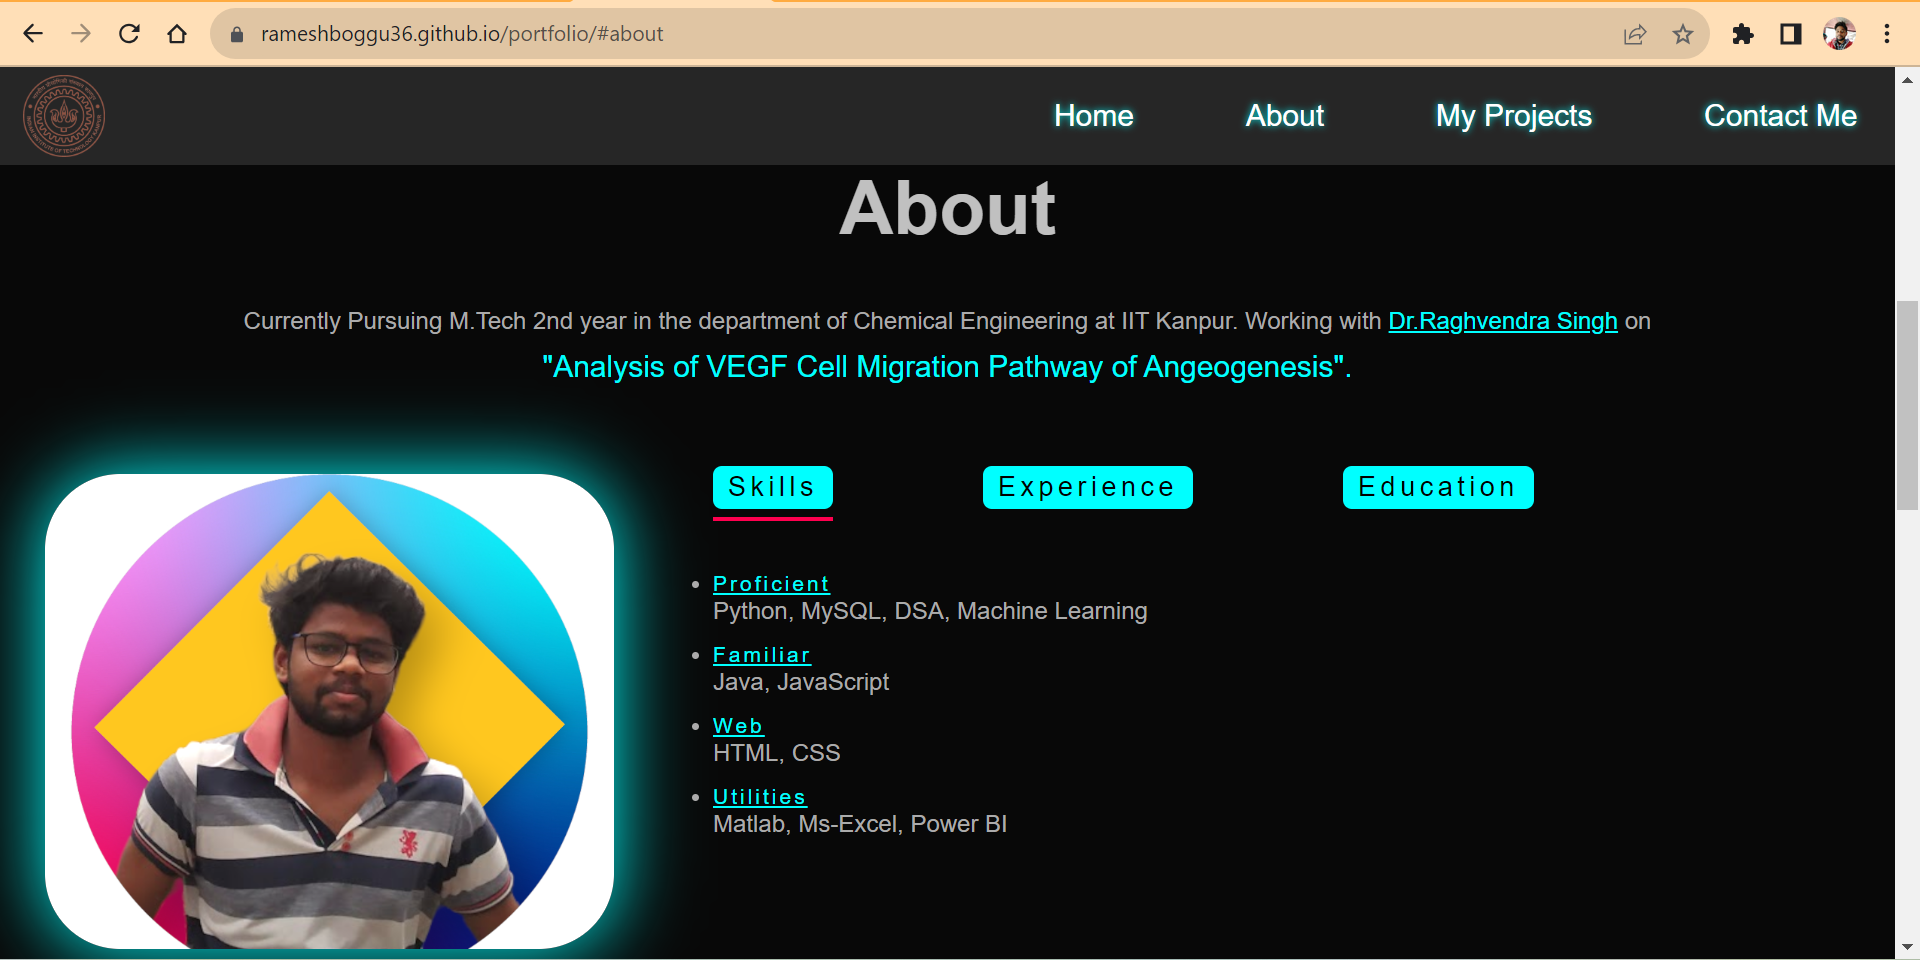 rameshboggu36.github.io/portfolio/#about
Home About My Projects Contact Me
About
Currently Pursuing M.Tech 2nd year in the department of Chemical Engineering at IIT Kanpur. Working with Dr.Raghvendra Singh on
"Analysis of VEGF Cell Migration Pathway of Angeogenesis".
Skills Experience Education
Proficient
Python, MySQL, DSA, Machine Learning
Familiar
Java, JavaScript
Web
HTML, CSS
Utilities
Matlab, Ms-Excel, Power BI